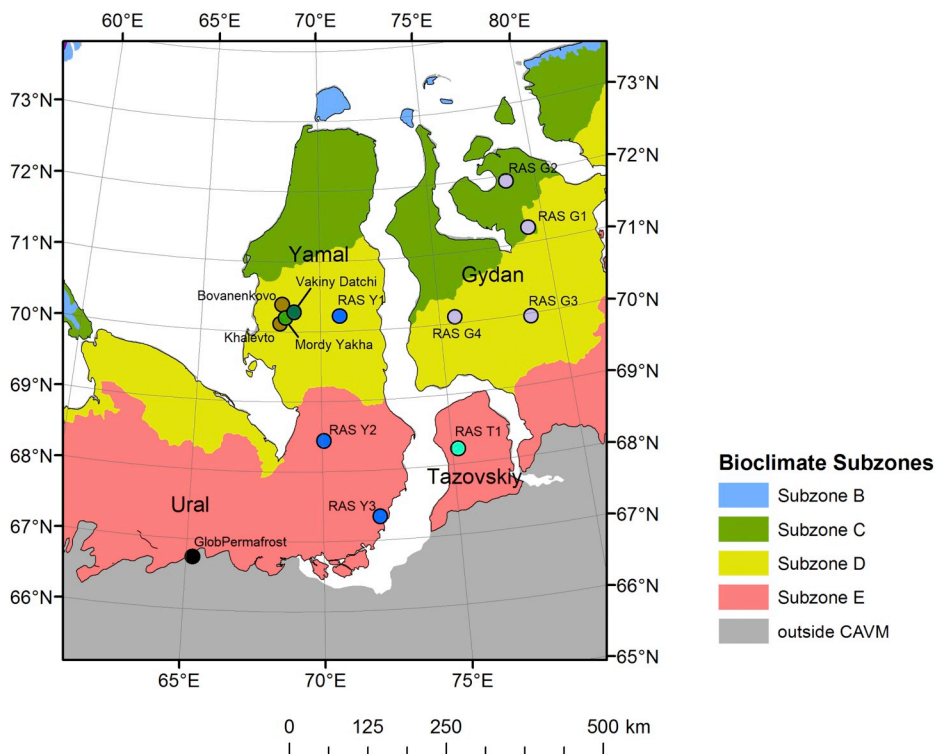 60°E 65°E 70°E 75°E 80°E
73°N 73°N
72°N 72°N
RAS G2
71°N 71°N
RAS G1
Yamal
Gydan
Vakiny Datchi
Bovanenkovo
RAS Y1
RAS G3
70°N 70°N
Khalevto
Mordy Yakha
RAS G4
69°N 69°N
RAS Y2
RAS T1
68°N 68°N
Tazovskiy
Ural
RAS Y3
67°N 67°N
GlobPermafrost
66°N 66°N
65°N
65°E 70°E 75°E
0 125 250 500 km
Bioclimate Subzones
Subzone B
Subzone C
Subzone D
Subzone E
outside CAVM